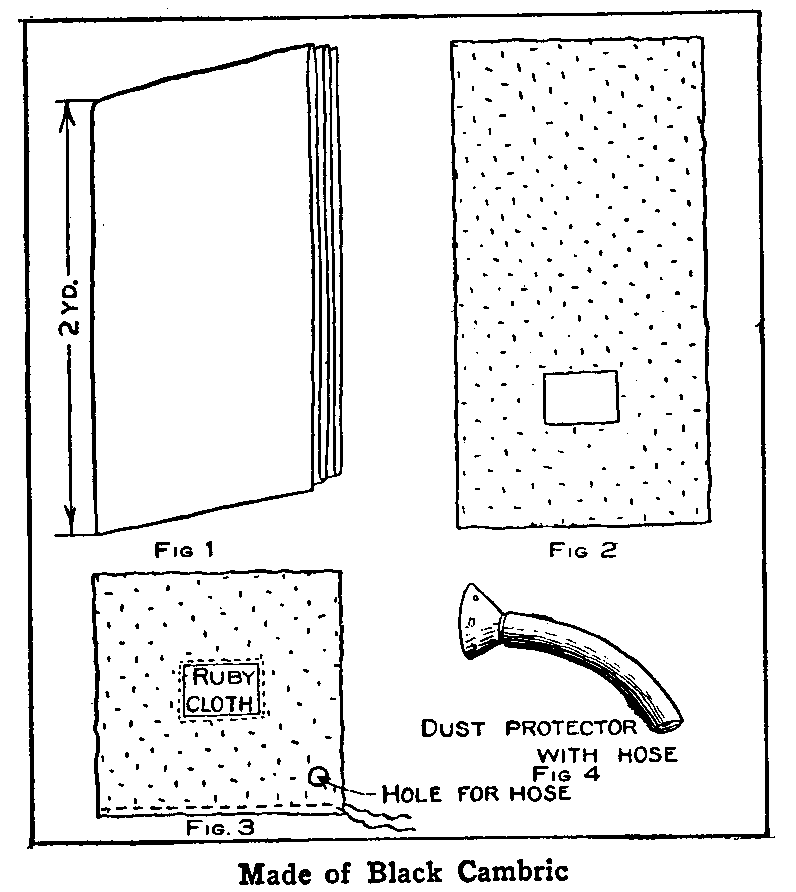 2 YD.
FIG 1
FIG 2
RUBY
CLOTH
HOLE FOR HOSE
FIG. 3
DUST PROTECTOR
WITH HOSE
FIG 4
Made of Black Cambric